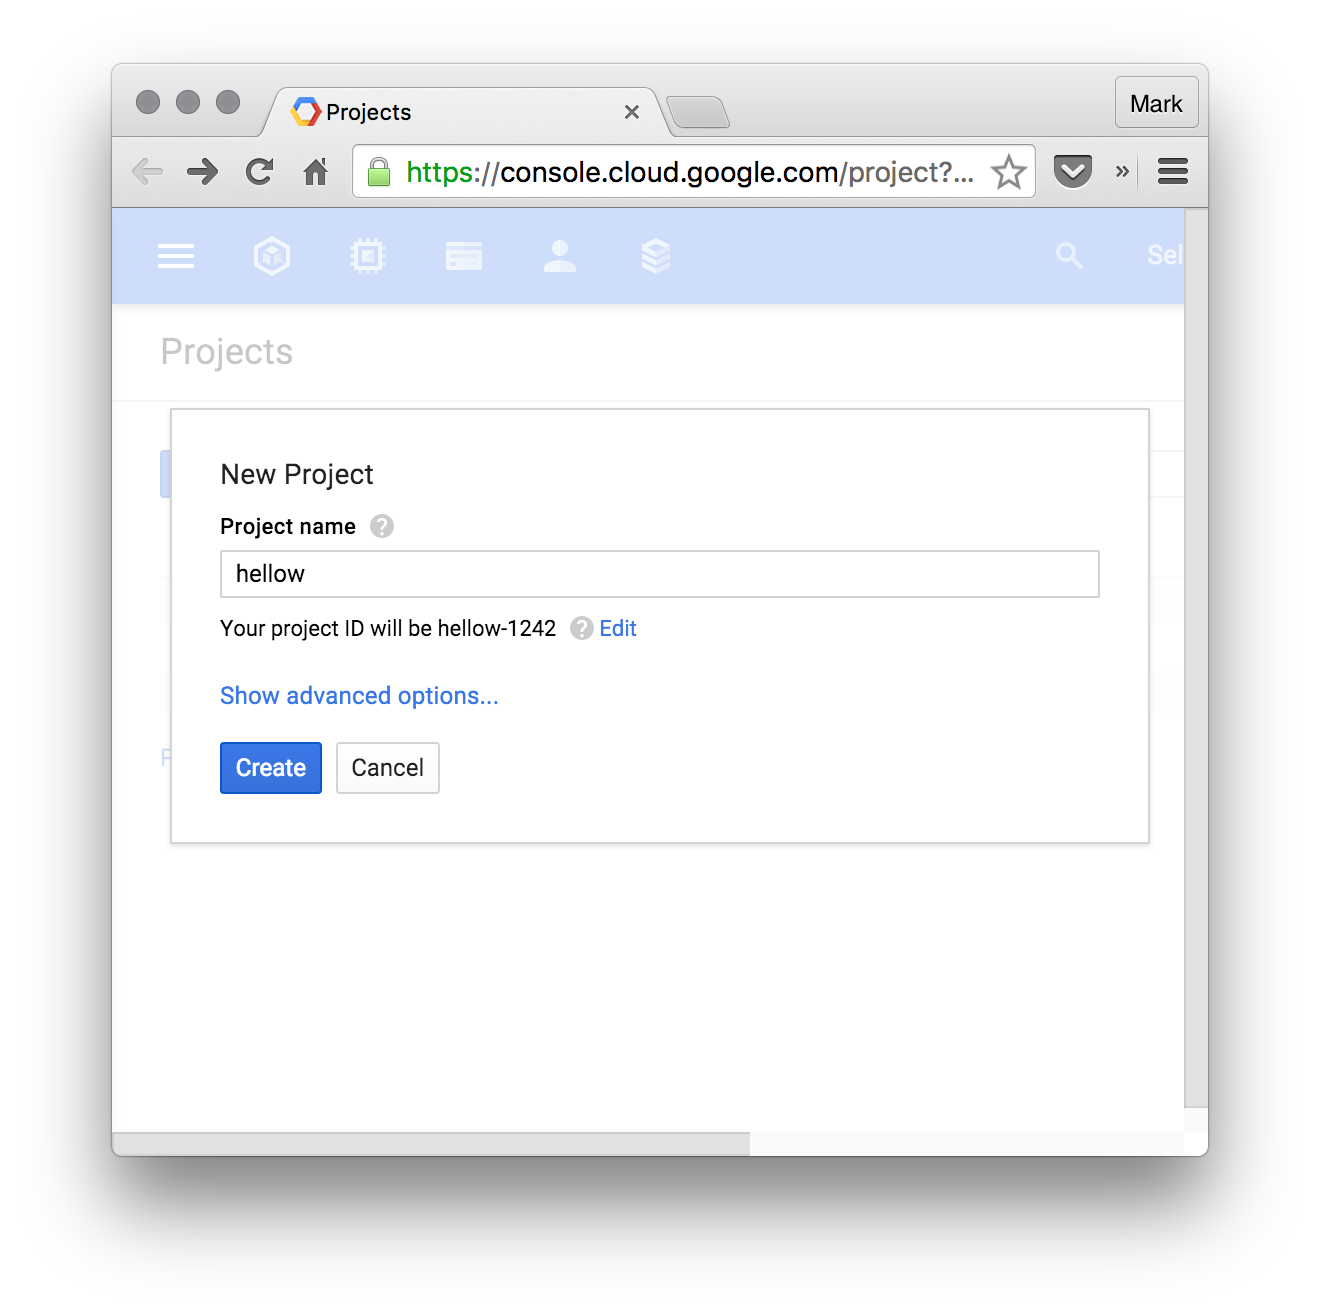 Projects
Mark
https://console.cloud.google.com/project?...
Sel
Projects
New Project
Project name
hellow
Your project ID will be hellow-1242 Edit
Show advanced options...
Create Cancel